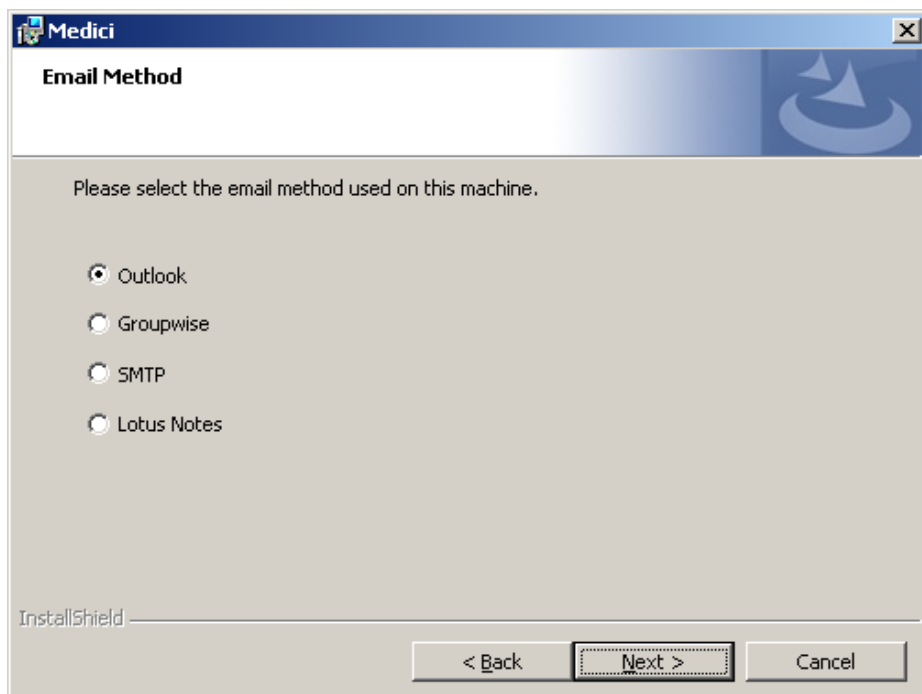 Medici
Email Method
Please select the email method used on this machine.
Outlook
Groupwise
SMTP
Lotus Notes
InstallShield
< Back Next > Cancel